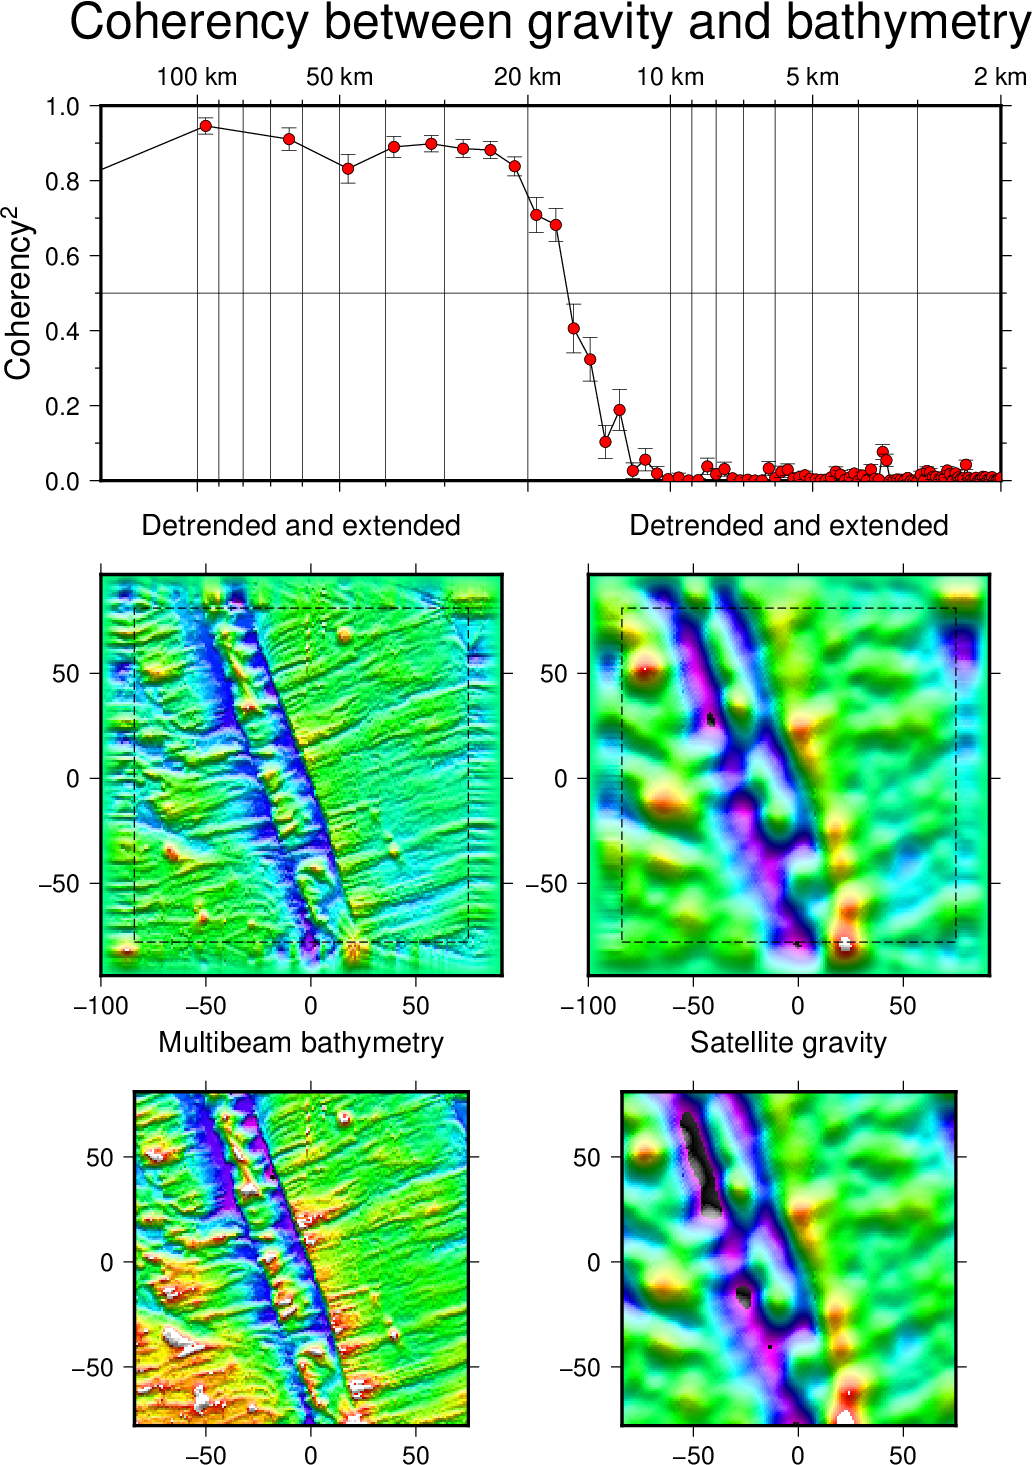 Coherency between gravity and bathymetry
100 km 50 km 20 km 10 km 5 km 2 km
1.0
0.8
0.6
0.4
0.2
0.0
Coherency2
Detrended and extended Detrended and extended
50 50
0 0
−50 −50
−100 −50 0 50 −100 −50 0 50
Multibeam bathymetry Satellite gravity
50 50
0 0
−50 −50
−50 0 50 −50 0 50